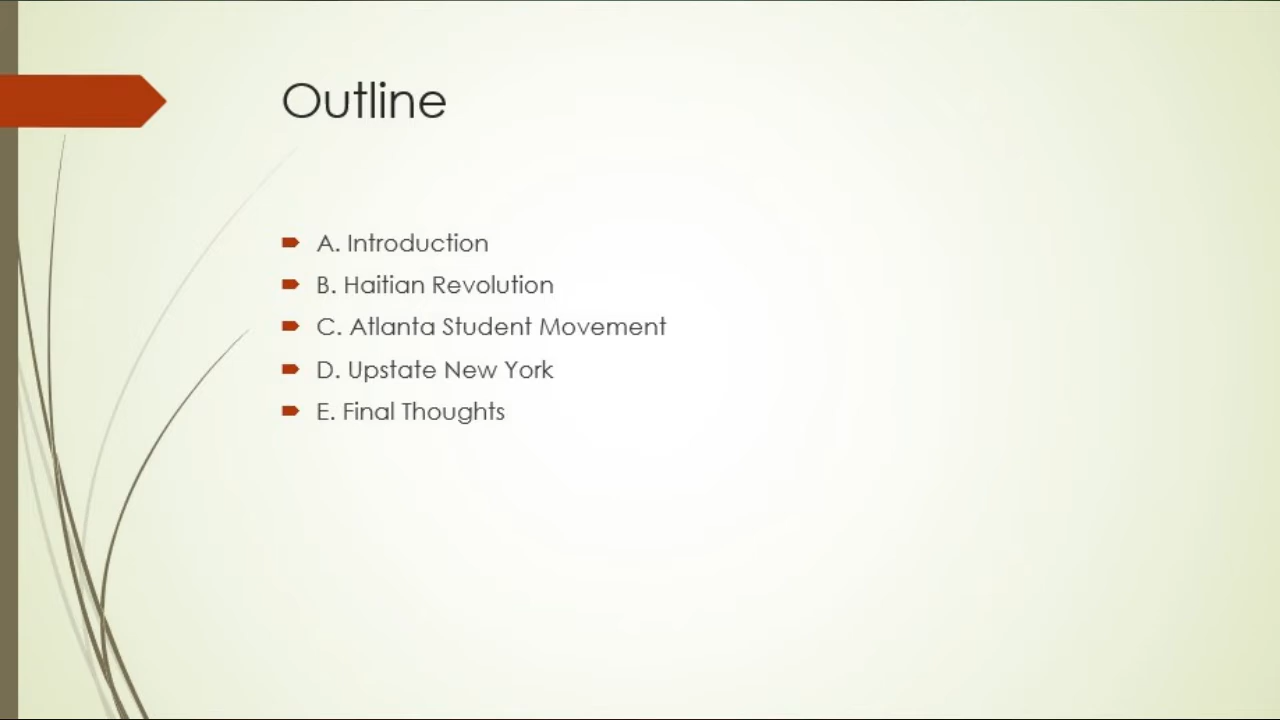 Outline
A. Introduction
B. Haitian Revolution
C. Atlanta Student Movement
D. Upstate New York
E. Final Thoughts